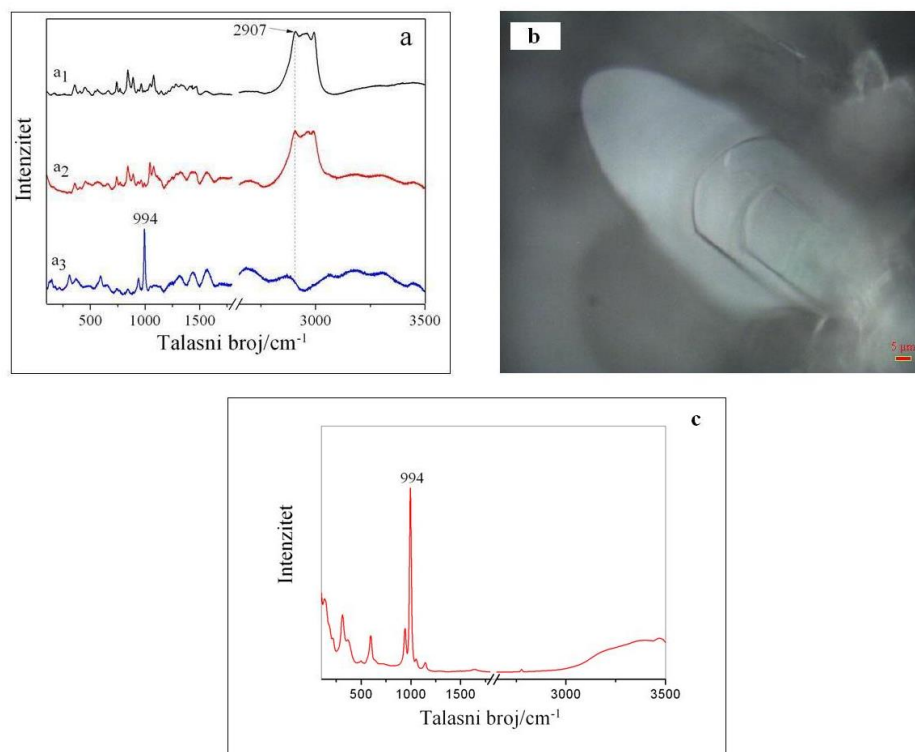 a
2907
a1
a2
994
a3
Intenzitet
500 1000 1500 3000 3500
Talasni broj/cm-1
b
5 µm
c
994
Intenzitet
500 1000 1500 3000 3500
Talasni broj/cm-1